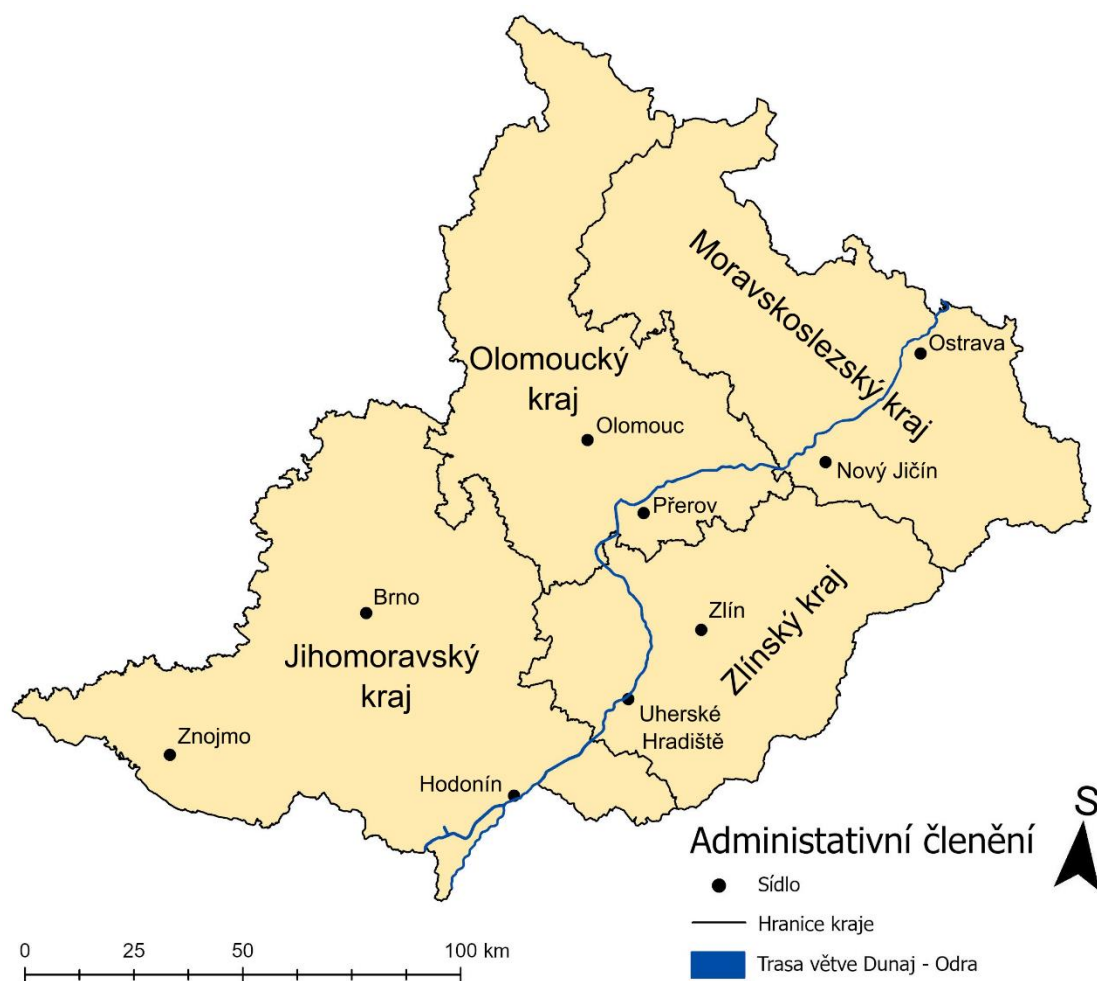 Moravskoslezský kraj
Ostrava
Olomoucký
kraj
Olomouc
Nový Jičín
Přerov
Brno
Zlín
Zlínský kraj
Jihomoravský
kraj
Uherské
Hradiště
Znojmo
Hodonín
S
Administativní členění
Sídlo
Hranice kraje
Trasa větve Dunaj - Odra
0 25 50 100 km